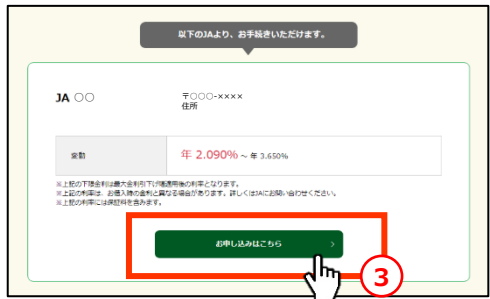 以下のJAより、お手続きいただけます。
JA 〇〇
〒〇〇〇-××××
住所
変動
年 2.090% ~ 年 3.650%
※上記の下限金利は最大金利引下げ幅適用後の利率となります。
※上記の利率は、お借入時の金利と異なる場合があります。詳しくはJAにお問い合わせください。
※上記の利率には保証料を含みます。
お申し込みはこちら
3